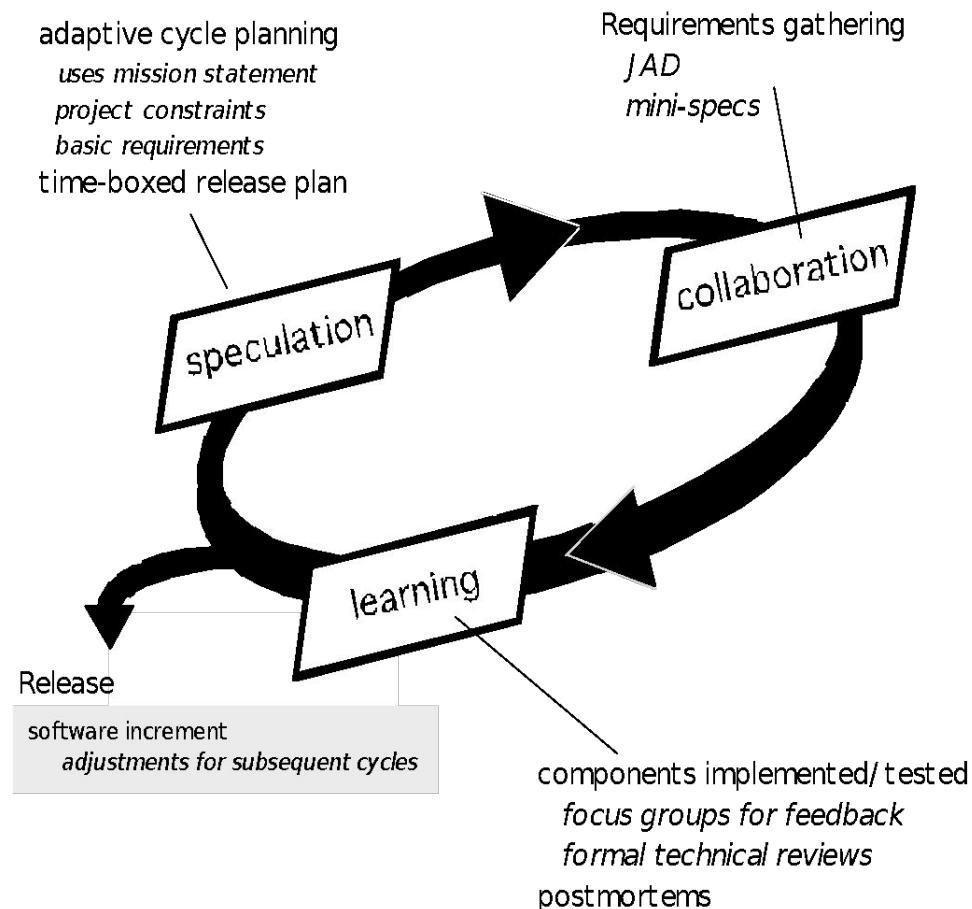 adaptive cycle planning
uses mission statement
project constraints
basic requirements
time-boxed release plan
Requirements gathering
JAD
mini-specs
speculation
collaboration
learning
Release
software increment
adjustments for subsequent cycles
components implemented/ tested
focus groups for feedback
formal technical reviews
postmortems